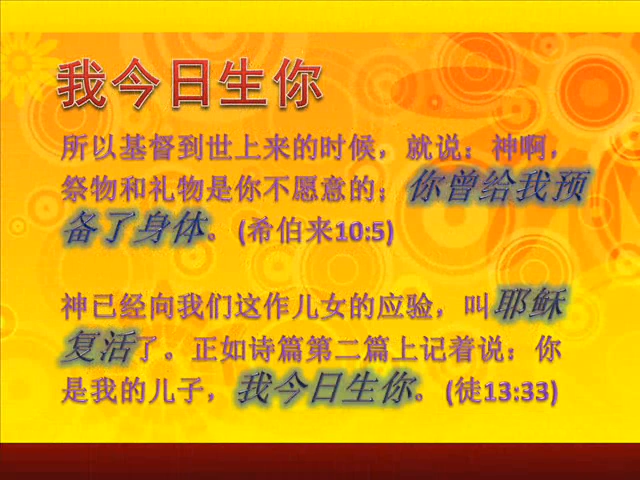 我今日生你
所以基督到世上来的时候，就说：神啊，
祭物和礼物是你不愿意的；你曾给我预
备了身体。(希伯来10:5)
神已经向我们这作儿女的应验，叫耶稣
复活了。正如诗篇第二篇上记着说：你
是我的儿子，我今日生你。(徒13:33)